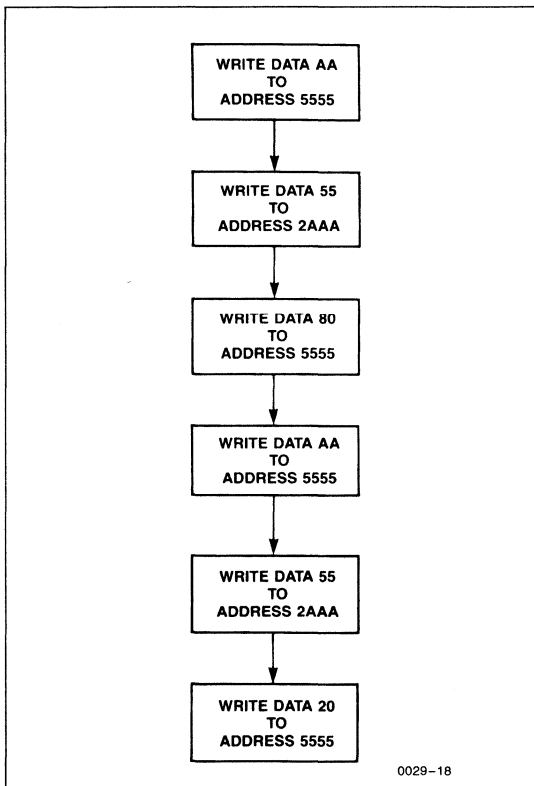 WRITE DATA AA
TO
ADDRESS 5555
WRITE DATA 55
TO
ADDRESS 2AAA
WRITE DATA 80
TO
ADDRESS 5555
WRITE DATA AA
TO
ADDRESS 5555
WRITE DATA 55
TO
ADDRESS 2AAA
WRITE DATA 20
TO
ADDRESS 5555
0029–18